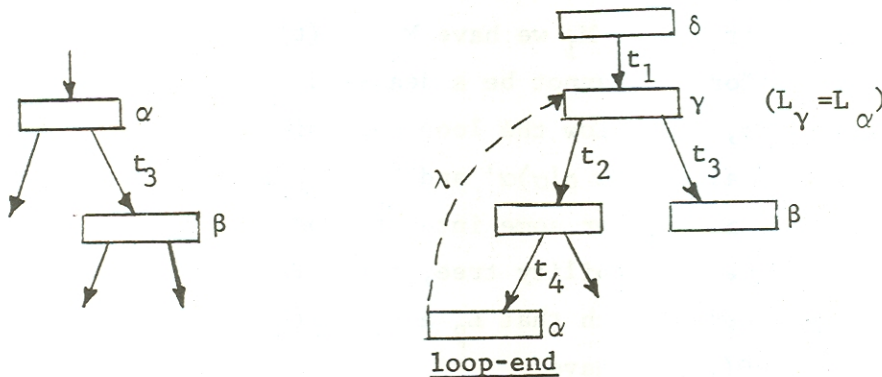 δ
t1
α
γ
(Lγ=Lα)
λ
t3
t2
t3
β
β
t4
α
loop-end